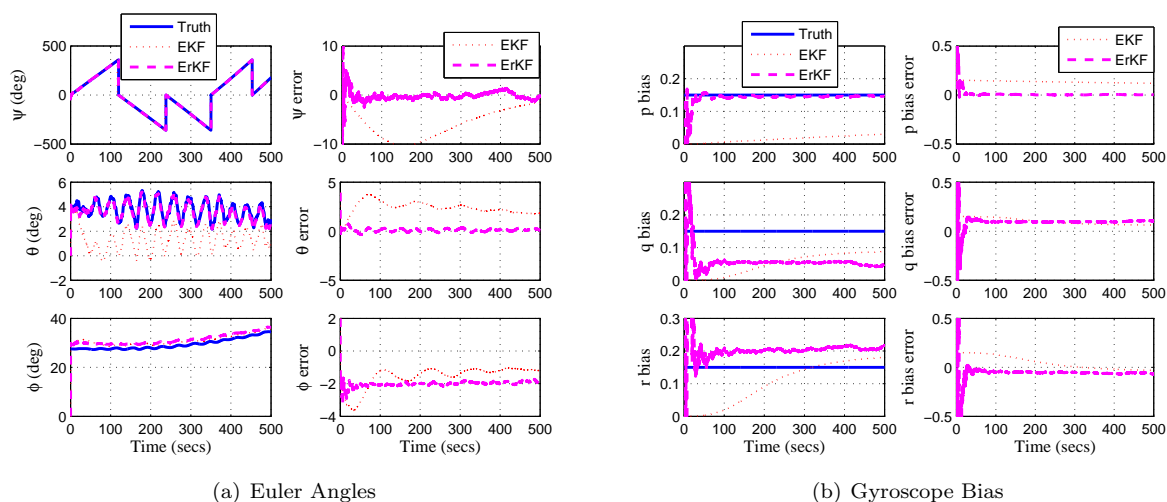 Truth
EKF
ErKF
500
0
−500
ψ (deg)
0 100 200 300 400 500
EKF
ErKF
10
0
−10
ψ error
0 100 200 300 400 500
6
4
2
0
−2
θ (deg)
0 100 200 300 400 500
5
0
−5
θ error
0 100 200 300 400 500
40
20
0
ϕ (deg)
0 100 200 300 400 500
Time (secs)
2
0
−2
−4
ϕ error
0 100 200 300 400 500
Time (secs)
(a) Euler Angles
Truth
EKF
ErKF
0.2
0.1
0
p bias
0 100 200 300 400 500
EKF
ErKF
0.5
0
−0.5
p bias error
0 100 200 300 400 500
0.2
0.1
0
q bias
0 100 200 300 400 500
0.5
0
−0.5
q bias error
0 100 200 300 400 500
0.3
0.2
0.1
0
r bias
0 100 200 300 400 500
Time (secs)
0.5
0
−0.5
r bias error
0 100 200 300 400 500
Time (secs)
(b) Gyroscope Bias